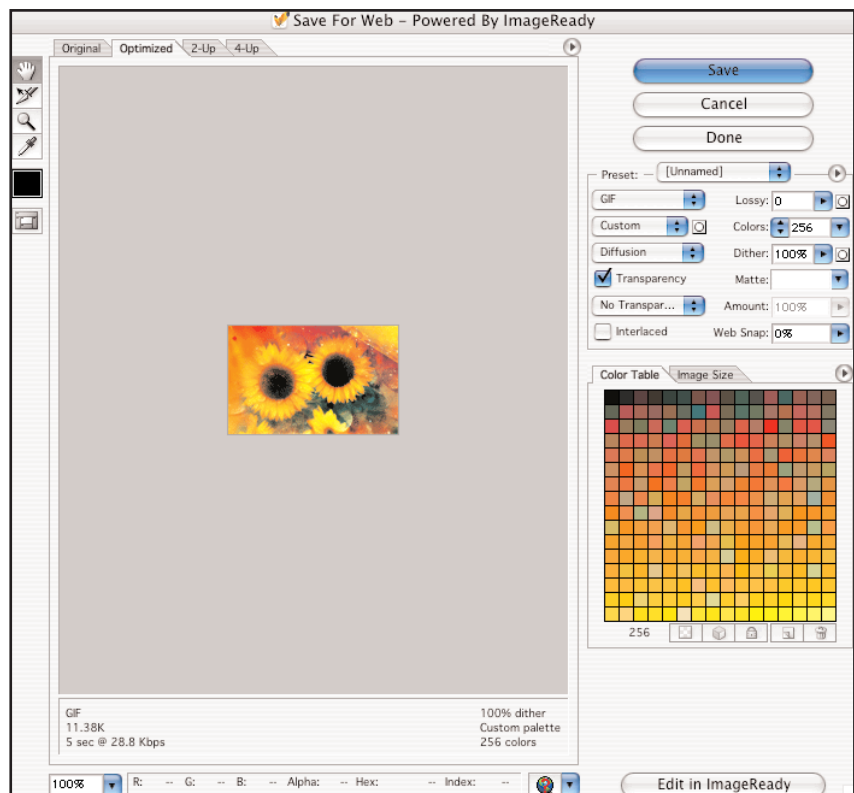 Save For Web – Powered By ImageReady
Original Optimized 2-Up 4-Up
Save
Cancel
Done
Preset: [Unnamed]
GIF Lossy: 0
Custom Colors: 256
Diffusion Dither: 100%
Transparency Matte:
No Transpar... Amount: 100%
Interlaced Web Snap: 0%
Color Table Image Size
256
GIF
11.38K
5 sec @ 28.8 Kbps
100% dither
Custom palette
256 colors
100% R: -- G: -- B: -- Alpha: -- Hex: -- Index: --
Edit in ImageReady